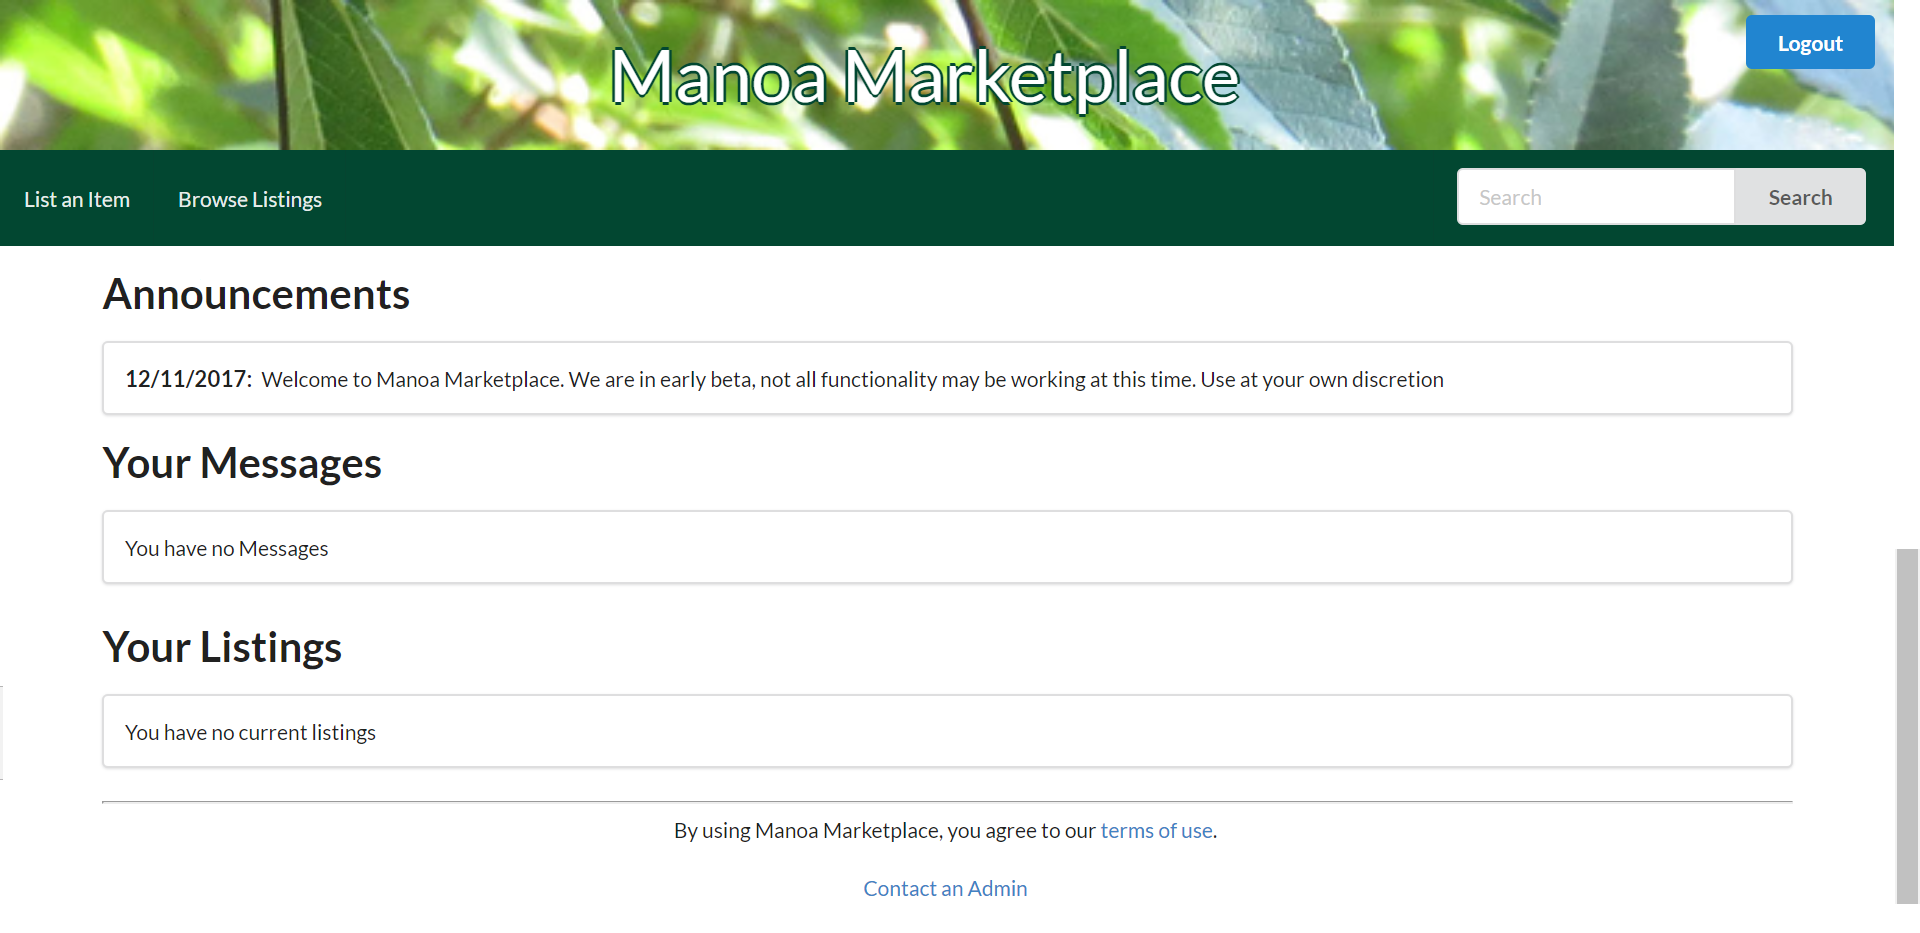 Manoa Marketplace
Logout
List an Item
Browse Listings
Search
Search
Announcements
12/11/2017: Welcome to Manoa Marketplace. We are in early beta, not all functionality may be working at this time. Use at your own discretion
Your Messages
You have no Messages
Your Listings
You have no current listings
By using Manoa Marketplace, you agree to our terms of use.
Contact an Admin